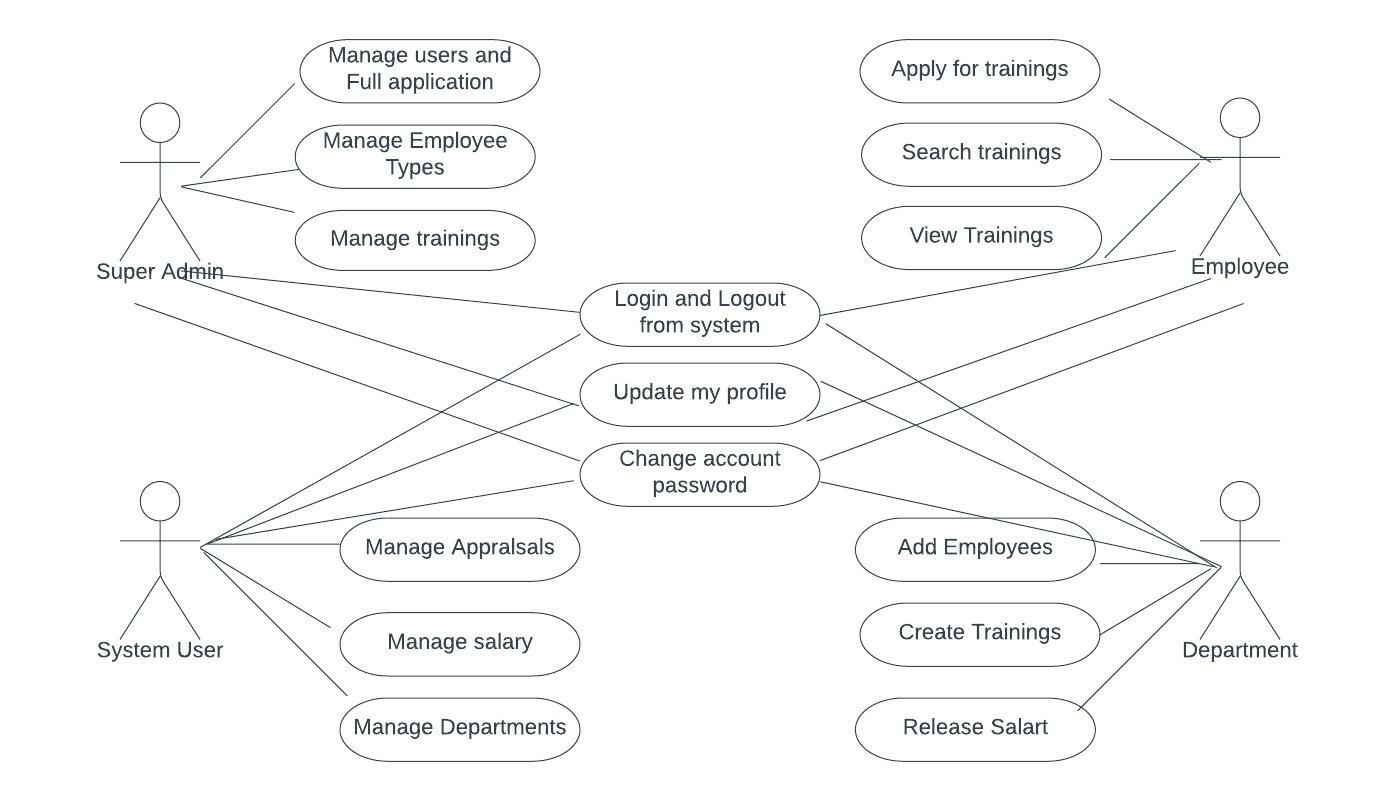 Manage users and
Full application
Apply for trainings
Manage Employee
Types
Search trainings
Manage trainings
View Trainings
Super Admin
Employee
Login and Logout
from system
Update my profile
Change account
password
Manage Appralsals
Add Employees
Manage salary
Create Trainings
System User
Department
Manage Departments
Release Salart